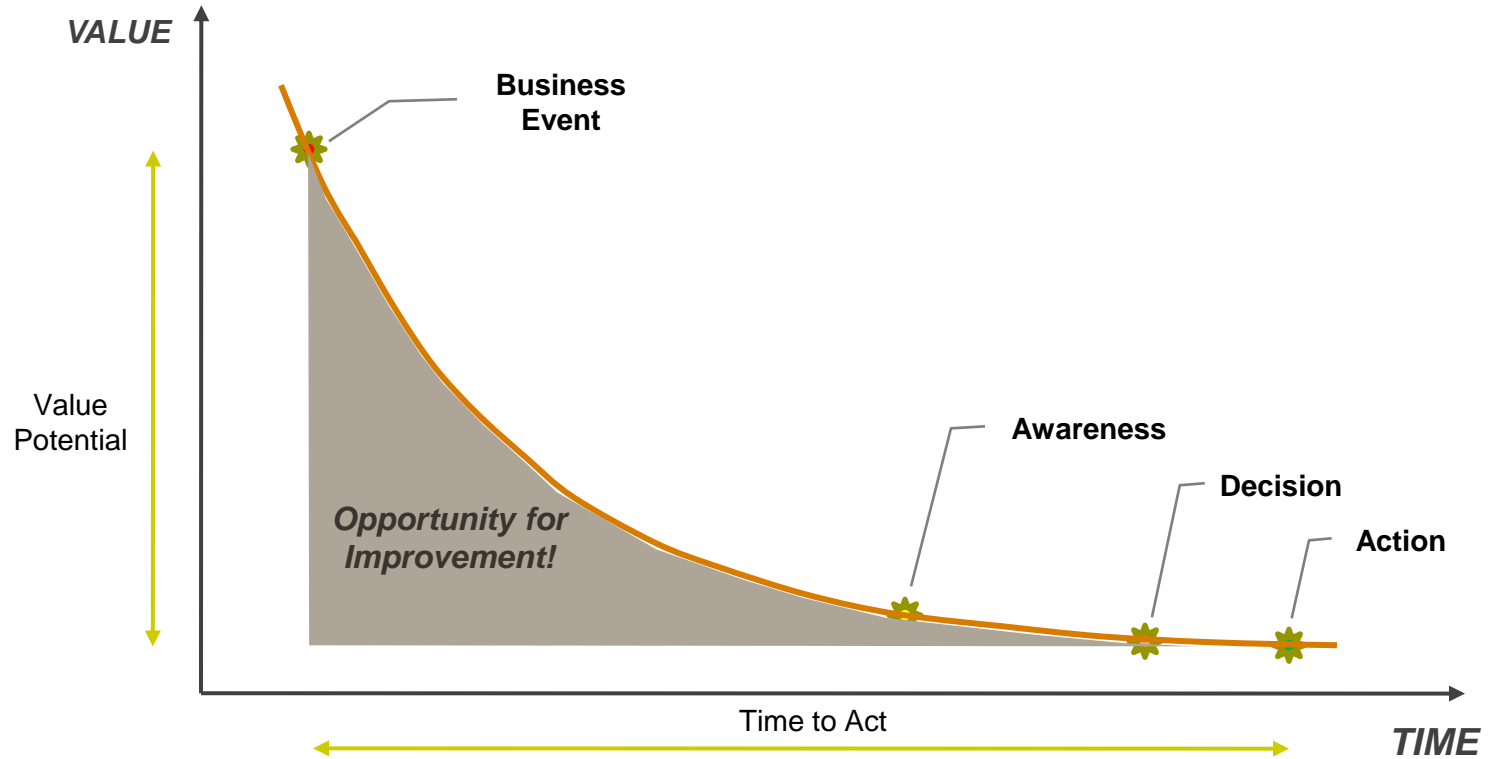 VALUE
Business
Event
Value
Potential
Awareness
Decision
Opportunity for
Improvement!
Action
Time to Act
TIME